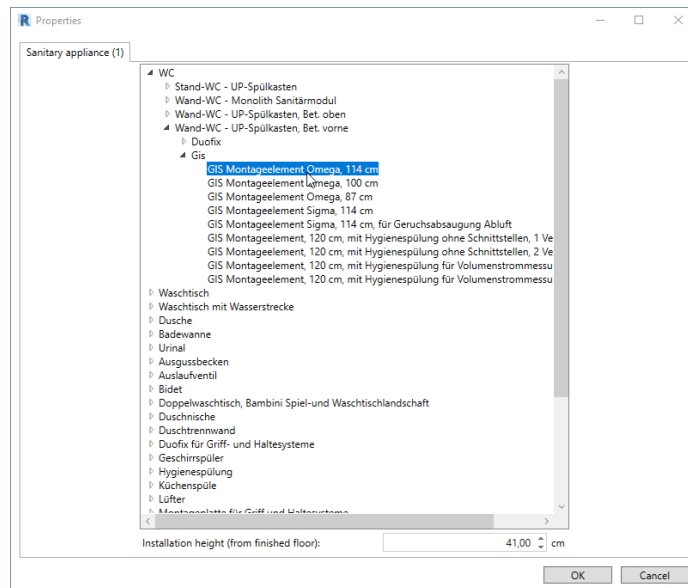 Properties
Sanitary appliance (1)
WC
Stand-WC - UP-Spülkasten
Wand-WC - Monolith Sanitärmodul
Wand-WC - UP-Spülkasten, Bet. oben
Wand-WC - UP-Spülkasten, Bet. vorne
Duofix
Gis
GIS Montageelement Omega, 114 cm
GIS Montageelement Omega, 100 cm
GIS Montageelement Omega, 87 cm
GIS Montageelement Sigma, 114 cm
GIS Montageelement Sigma, 114 cm, für Geruchsabsaugung Abluft
GIS Montageelement, 120 cm, mit Hygienespülung ohne Schnittstellen, 1 Ve
GIS Montageelement, 120 cm, mit Hygienespülung ohne Schnittstellen, 2 Ve
GIS Montageelement, 120 cm, mit Hygienespülung für Volumenstrommessu
GIS Montageelement, 120 cm, mit Hygienespülung für Volumenstrommessu
Waschtisch
Waschtisch mit Wasserstrecke
Dusche
Badewanne
Urinal
Ausgussbecken
Auslaufventil
Bidet
Doppelwaschtisch, Bambini Spiel-und Waschtischlandschaft
Duschnische
Duschtrennwand
Duofix für Griff- und Haltesysteme
Geschirrspüler
Hygienespülung
Küchenspüle
Lüfter
Montageplatte für Griff und Haltesysteme
Installation height (from finished floor): 41,00 cm
OK Cancel